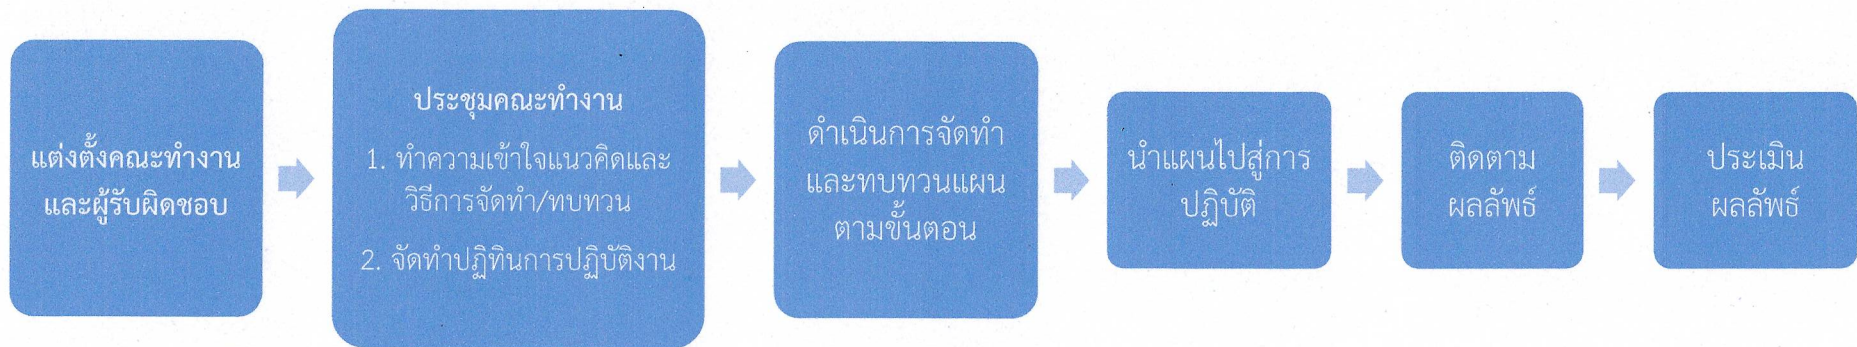 แต่งตั้งคณะทำงาน
และผู้รับผิดชอบ
ประชุมคณะทำงาน
1. ทำความเข้าใจแนวคิดและ
วิธีการจัดทำ/ทบทวน
2. จัดทำปฏิทินการปฏิบัติงาน
ดำเนินการจัดทำ
และทบทวนแผน
ตามขั้นตอน
นำแผนไปสู่การ
ปฏิบัติ
ติดตาม
ผลลัพธ์
ประเมิน
ผลลัพธ์